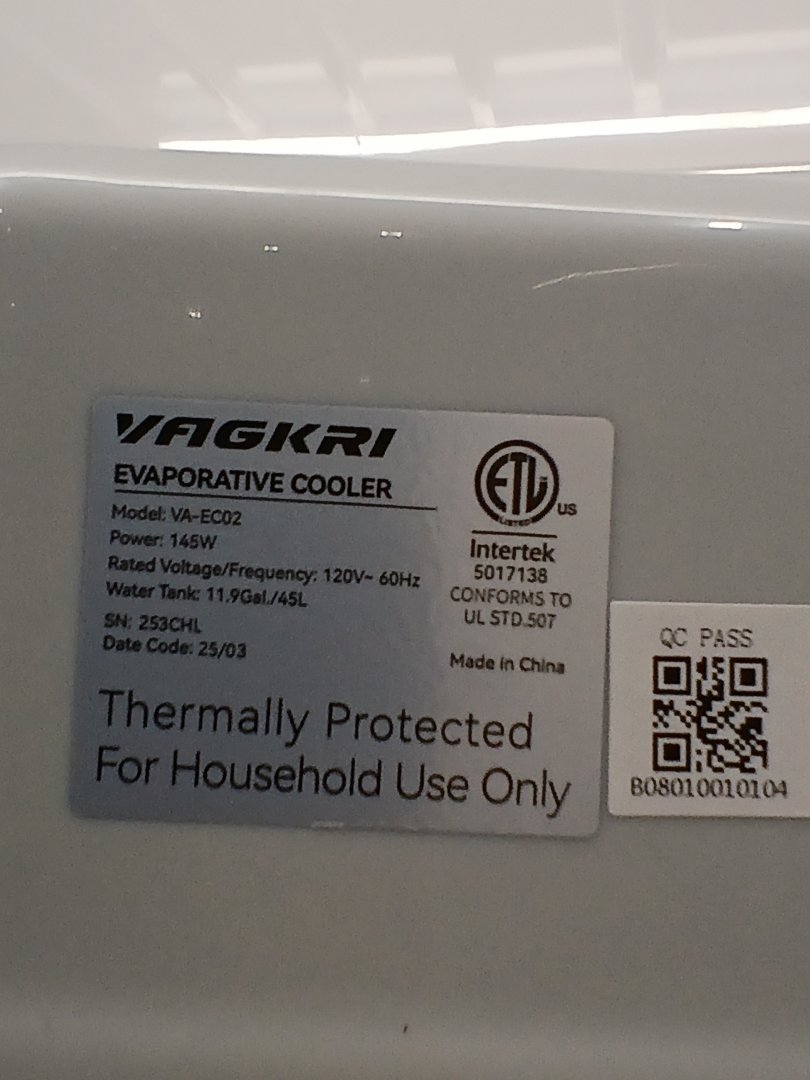 VAGKRI
EVAPORATIVE COOLER
Model: VA-EC02
Power: 145W
Rated Voltage/Frequency: 120V~ 60Hz
Water Tank: 11.9Gal./45L
SN: 253CHL
Date Code: 25/03
ETL
LISTED
US
Intertek
5017138
CONFORMS TO
UL STD.507
Made in China
Thermally Protected
For Household Use Only
QC PASS
B08010010104